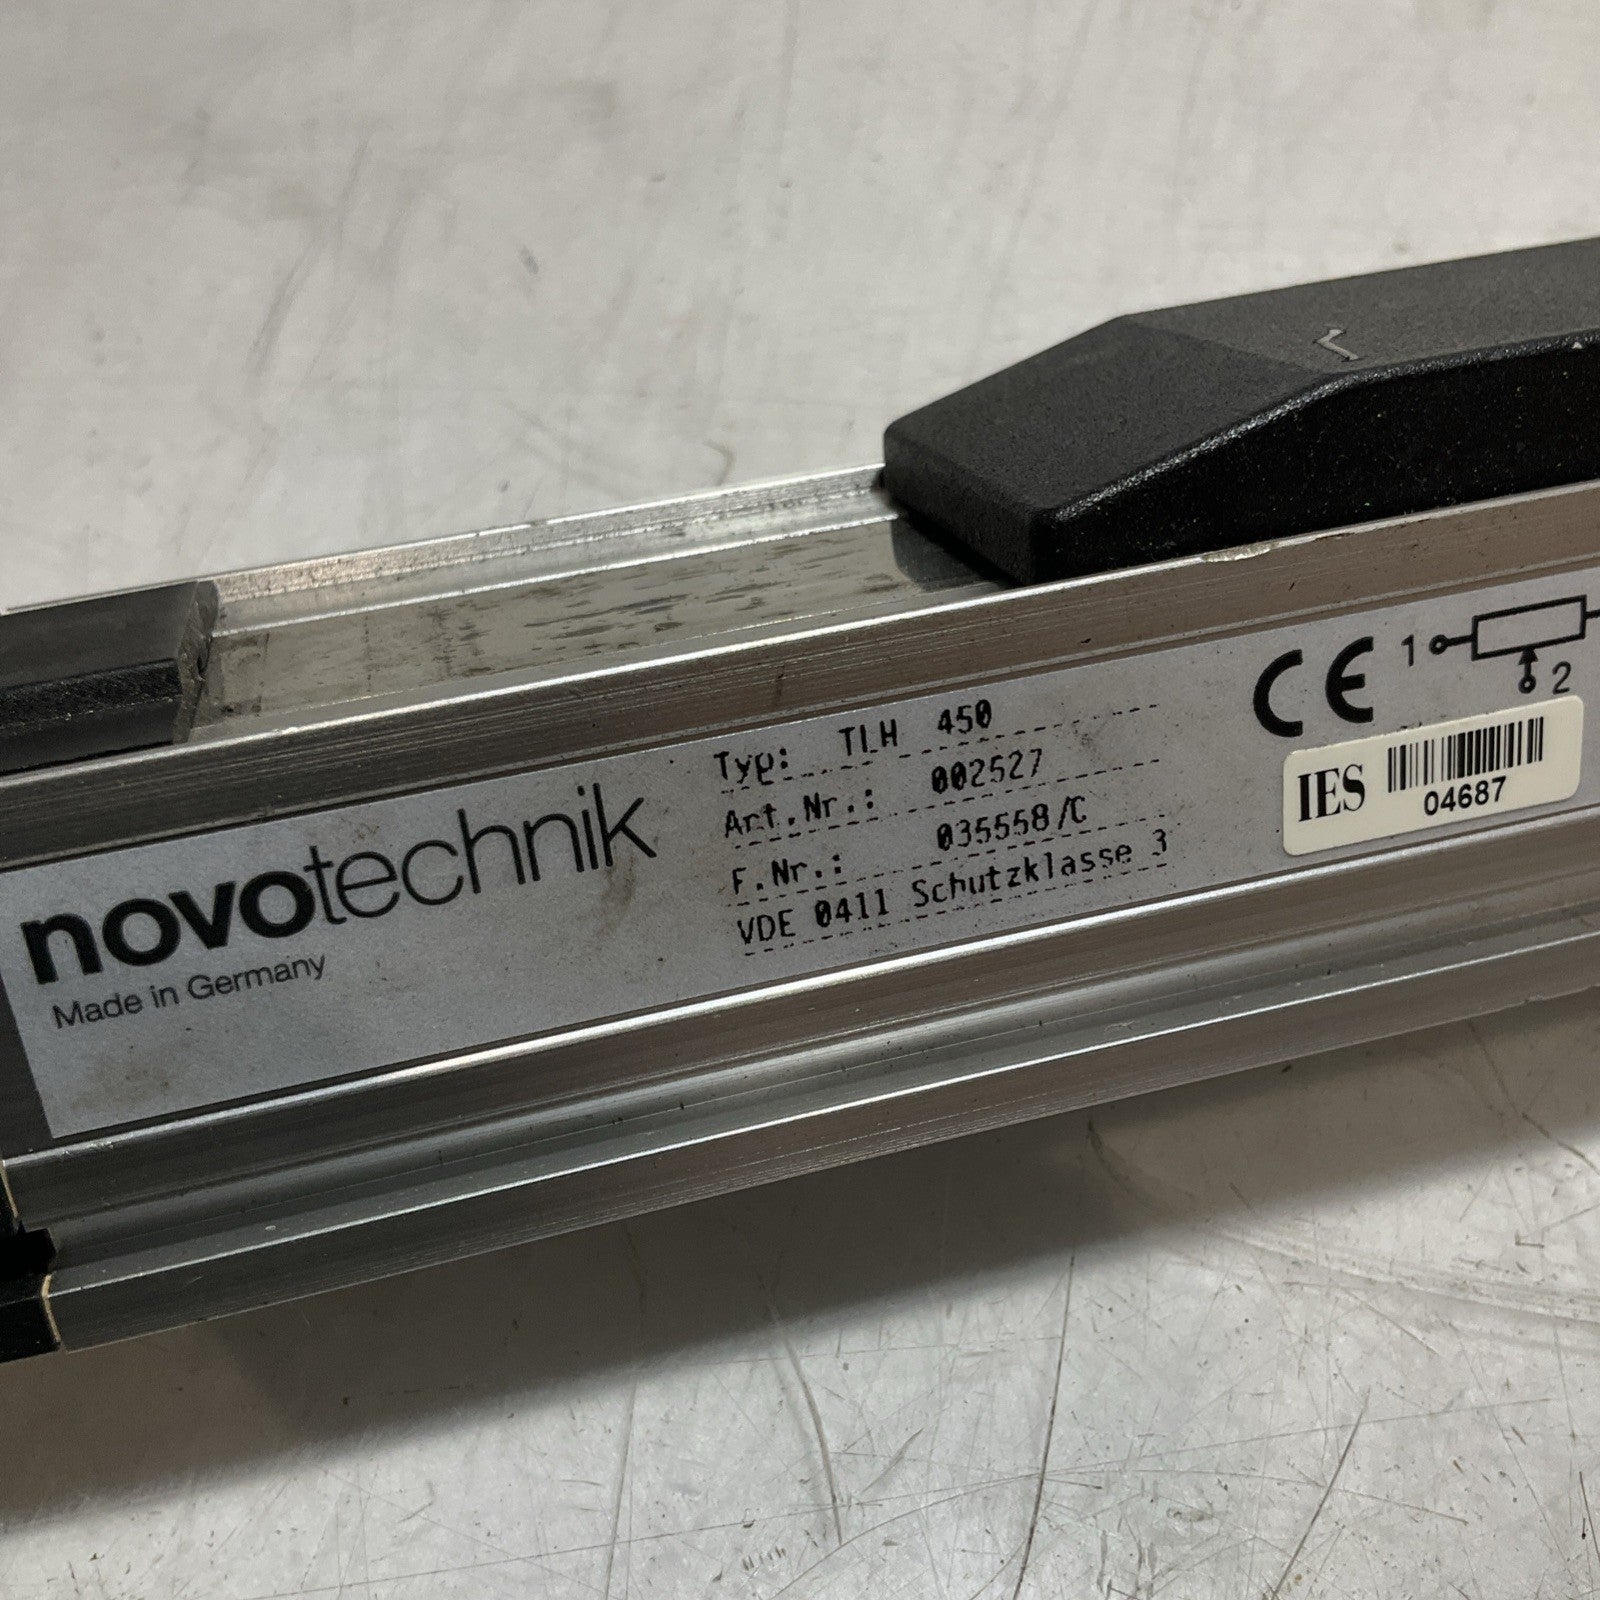 novotechnik
Made in Germany
Typ: TLH 450
Art.Nr.: 002527
F.Nr.: 035558/C
VDE 0411 Schutzklasse 3
CE
1
2
IES
04687